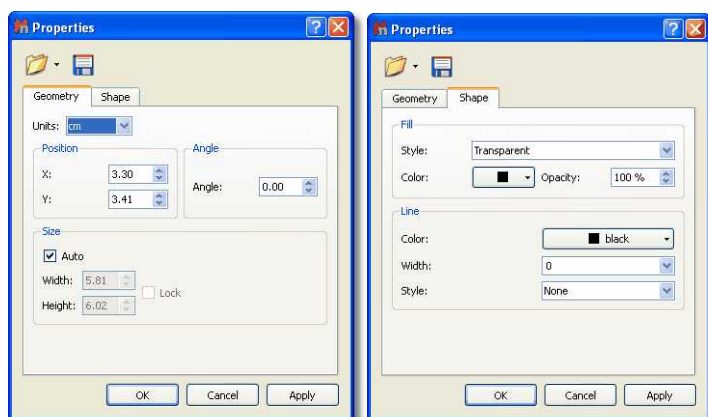 Properties
Geometry Shape
Units: cm
Position
X: 3.30
Y: 3.41
Angle
Angle: 0.00
Size
Auto
Width: 5.81
Height: 6.02
Lock
OK Cancel Apply
Properties
Geometry Shape
Fill
Style: Transparent
Color: Opacity: 100 %
Line
Color: black
Width: 0
Style: None
OK Cancel Apply